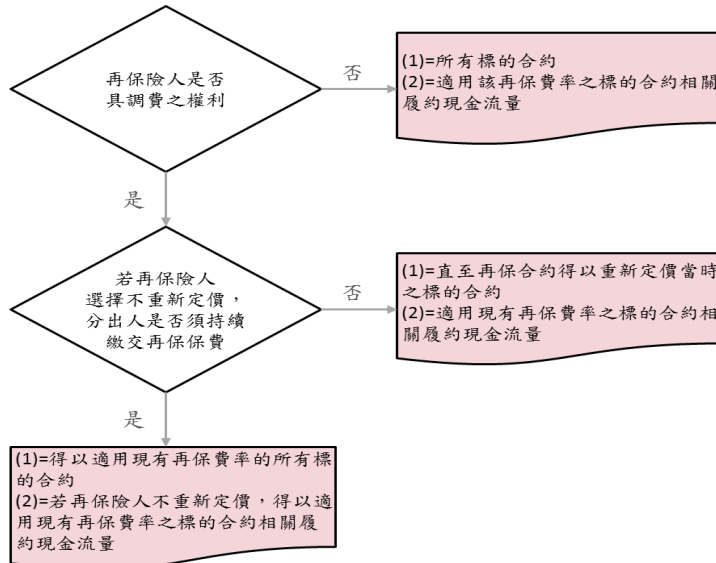 再保險人是否
具調費之權利
否
(1)=所有標的合約
(2)=適用該再保費率之標的合約相關
履約現金流量
是
若再保險人
選擇不重新定價，
分出人是否須持續
繳交再保保費
否
(1)=直至再保合約得以重新定價當時
之標的合約
(2)=適用現有再保費率之標的合約相
關履約現金流量
是
(1)=得以適用現有再保費率的所有標
的合約
(2)=若再保險人不重新定價，得以適
用現有再保費率之標的合約相關履
約現金流量